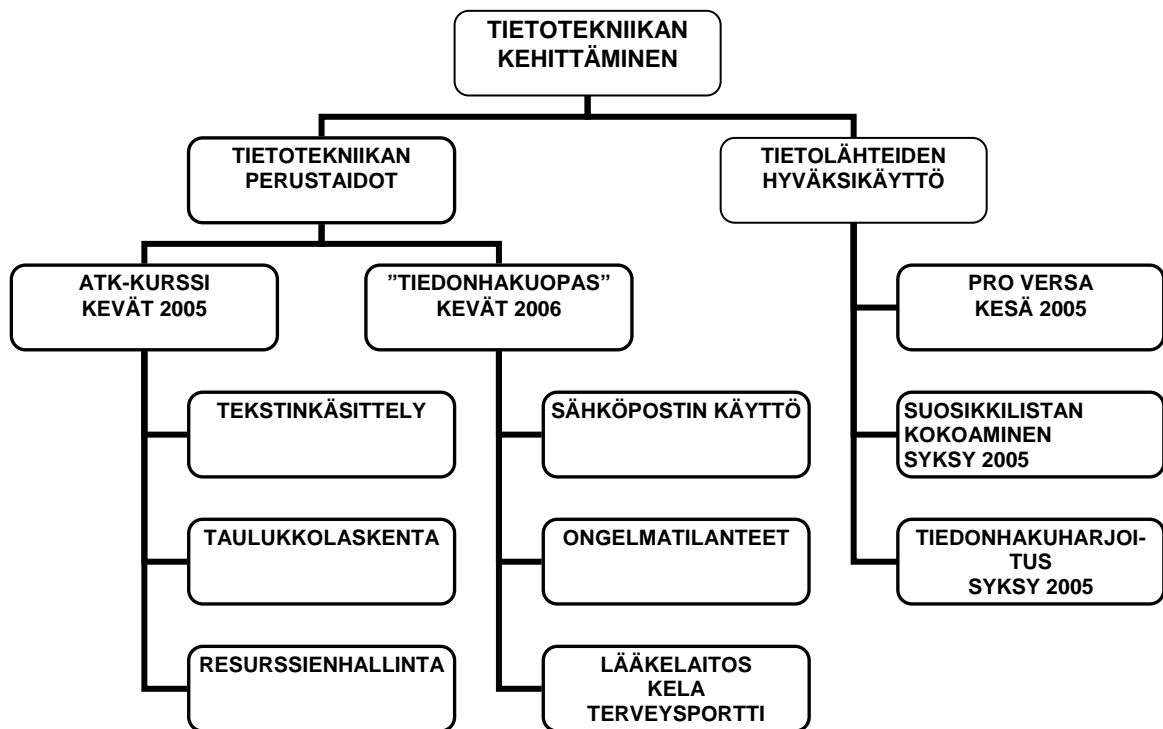 TIETOTEKNIIKAN
KEHITTÄMINEN
TIETOTEKNIIKAN
PERUSTAIDOT
TIETOLÄHTEIDEN
HYVÄKSIKÄYTTÖ
ATK-KURSSI
KEVÄT 2005
”TIEDONHAKUOPAS”
KEVÄT 2006
PRO VERSA
KESÄ 2005
TEKSTINKÄSITTELY
SÄHKÖPOSTIN KÄYTTÖ
SUOSIKKILISTAN
KOKOAMINEN
SYKSY 2005
TAULUKKOLASKENTA
ONGELMATILANTEET
TIEDONHAKUHARJOI-
TUS
SYKSY 2005
RESURSSIENHALLINTA
LÄÄKELAITOS
KELA
TERVEYSPORTTI